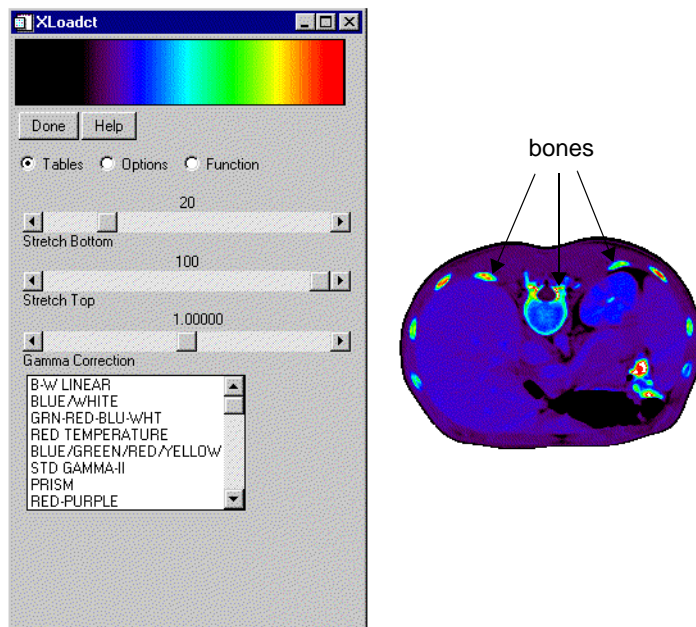 XLoadct
Done Help
Tables Options Function
20
Stretch Bottom
100
Stretch Top
1.00000
Gamma Correction
B-W LINEAR
BLUE/WHITE
GRN-RED-BLU-WHT
RED TEMPERATURE
BLUE/GREEN/RED/YELLOW
STD GAMMA-II
PRISM
RED-PURPLE
bones